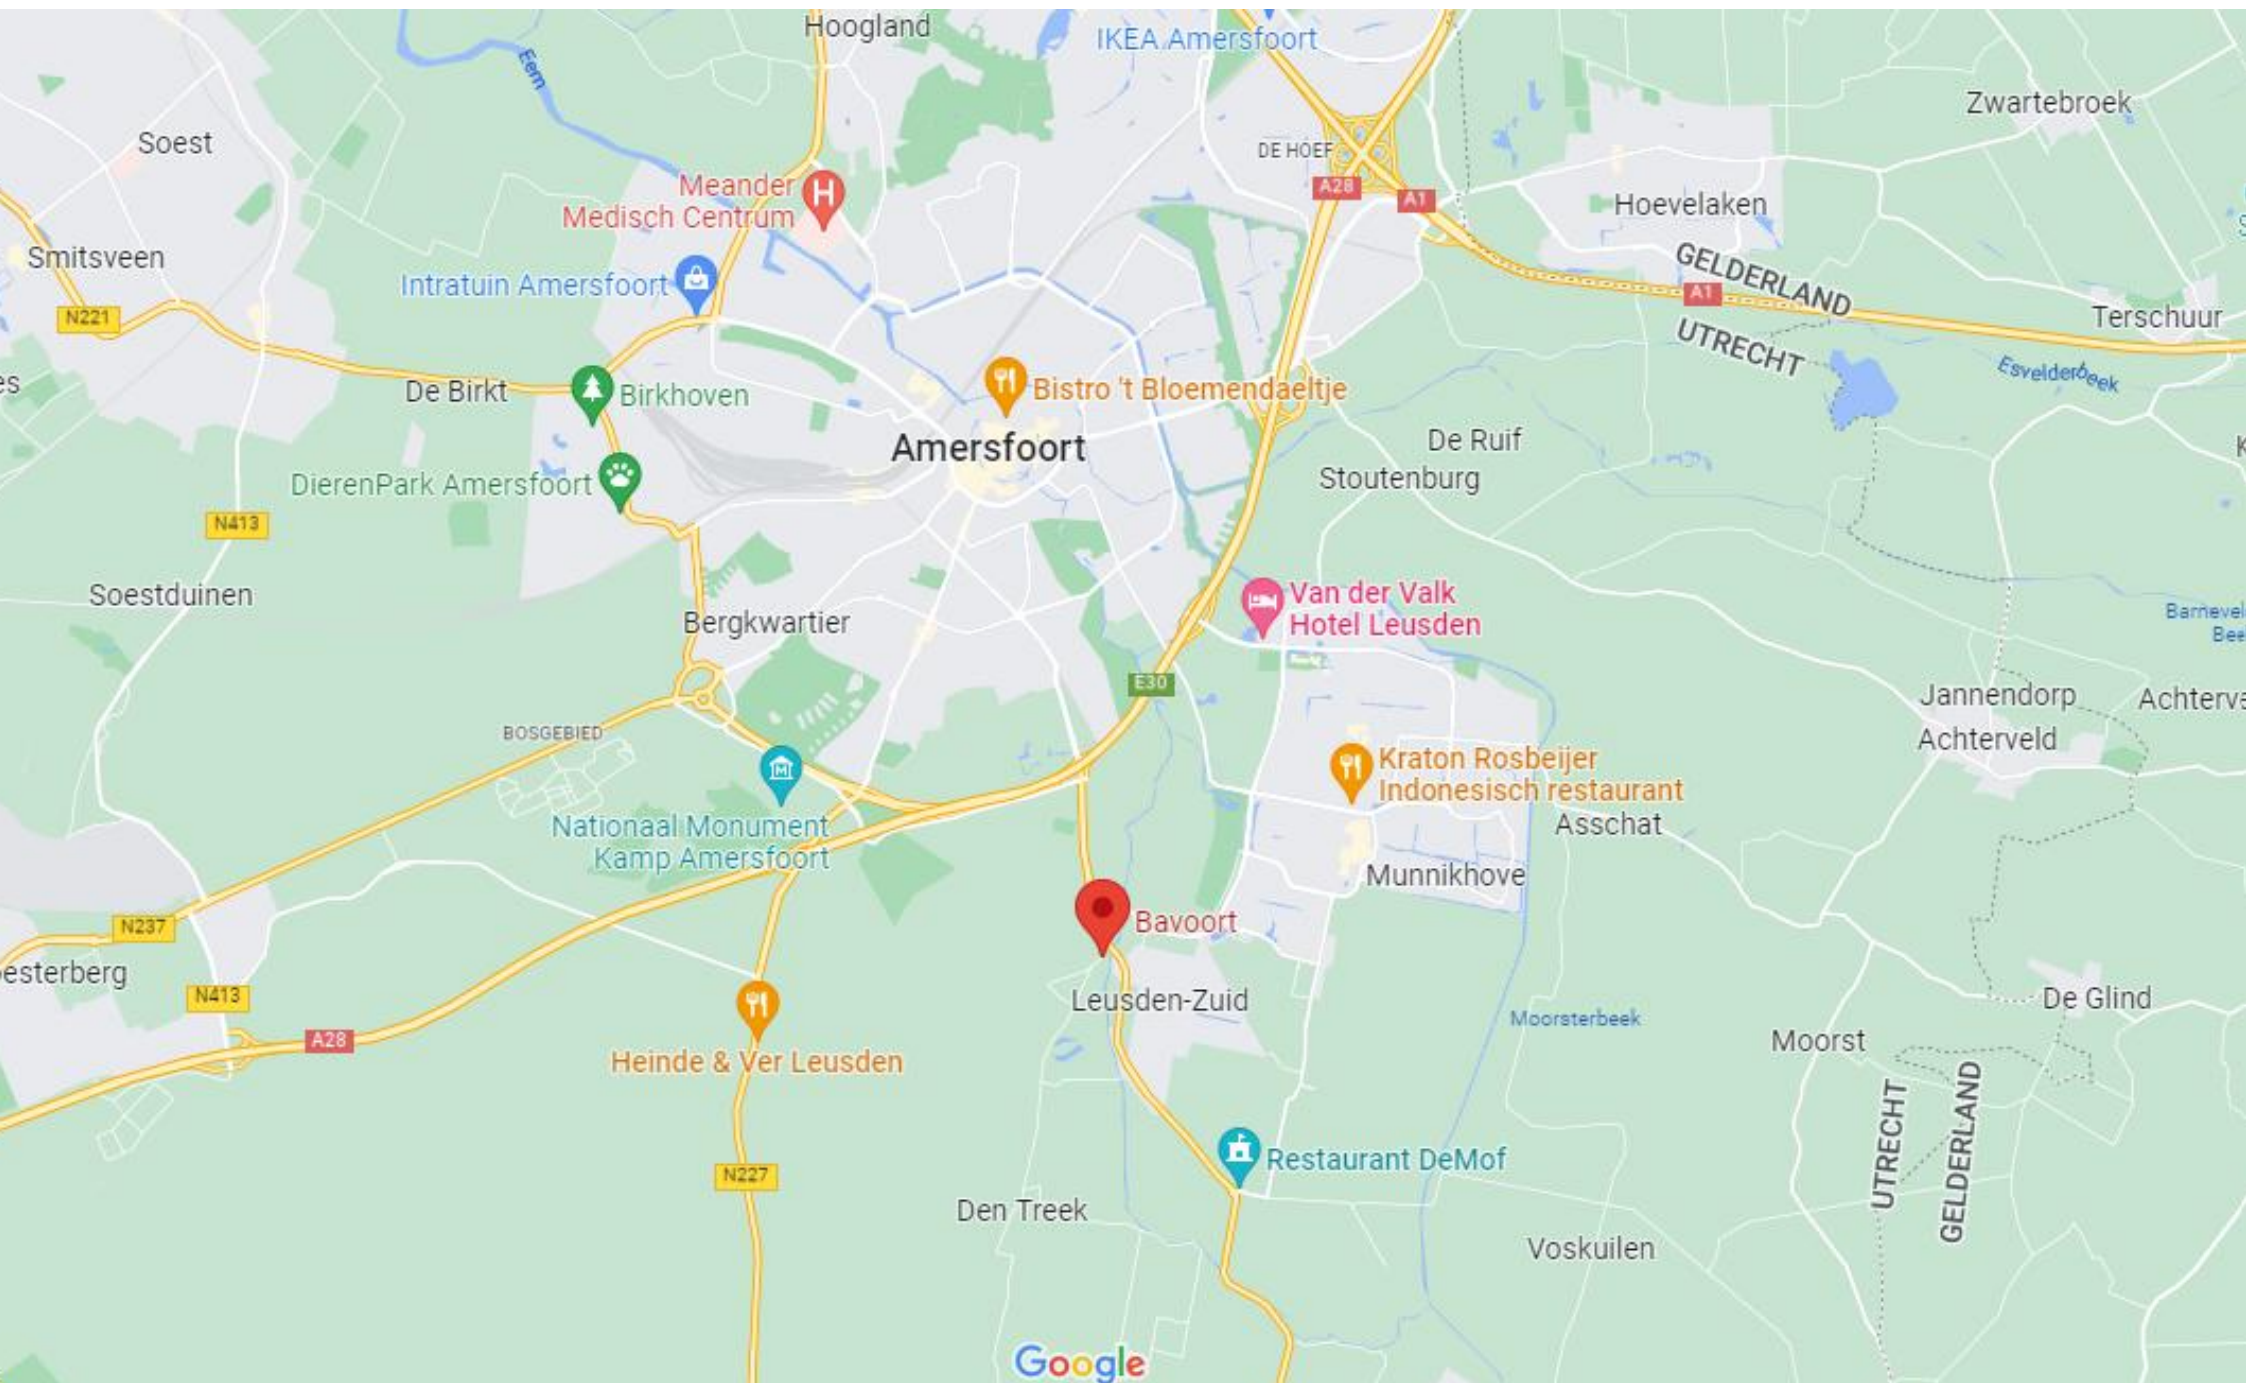 Hoogland
IKEA Amersfoort
Eem
Zwartebroek
Soest
DE HOEF
Meander
Medisch Centrum
A28
A1
Hoevelaken
Smitsveen
GELDERLAND
Intratuin Amersfoort
A1
N221
Terschuur
UTRECHT
Esvelderbeek
De Birkt
Birkhoven
Bistro 't Bloemendaeltje
Amersfoort
De Ruif
Stoutenburg
DierenPark Amersfoort
N413
Soestduinen
Van der Valk
Hotel Leusden
Barnevel
Bee
Bergkwartier
E30
Jannendorp
Achterve
BOSGEBIED
Achterveld
Kraton Rosbeijer
Indonesisch restaurant
Nationaal Monument
Kamp Amersfoort
Asschat
Munnikhove
N237
Bavoort
esterberg
N413
Leusden-Zuid
De Glind
Moorsterbeek
A28
Moorst
Heinde & Ver Leusden
UTRECHT
GELDERLAND
N227
Restaurant DeMof
Den Treek
Voskuilen
Google